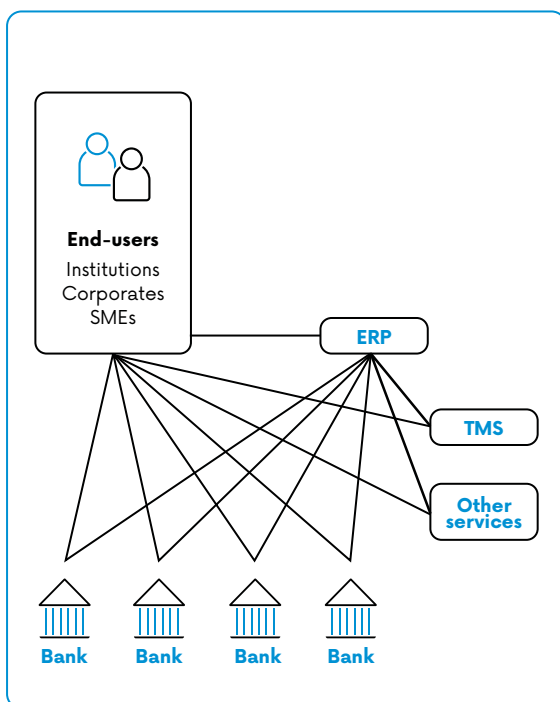 End-users
Institutions
Corporates
SMEs
ERP
TMS
Other
services
Bank
Bank
Bank
Bank